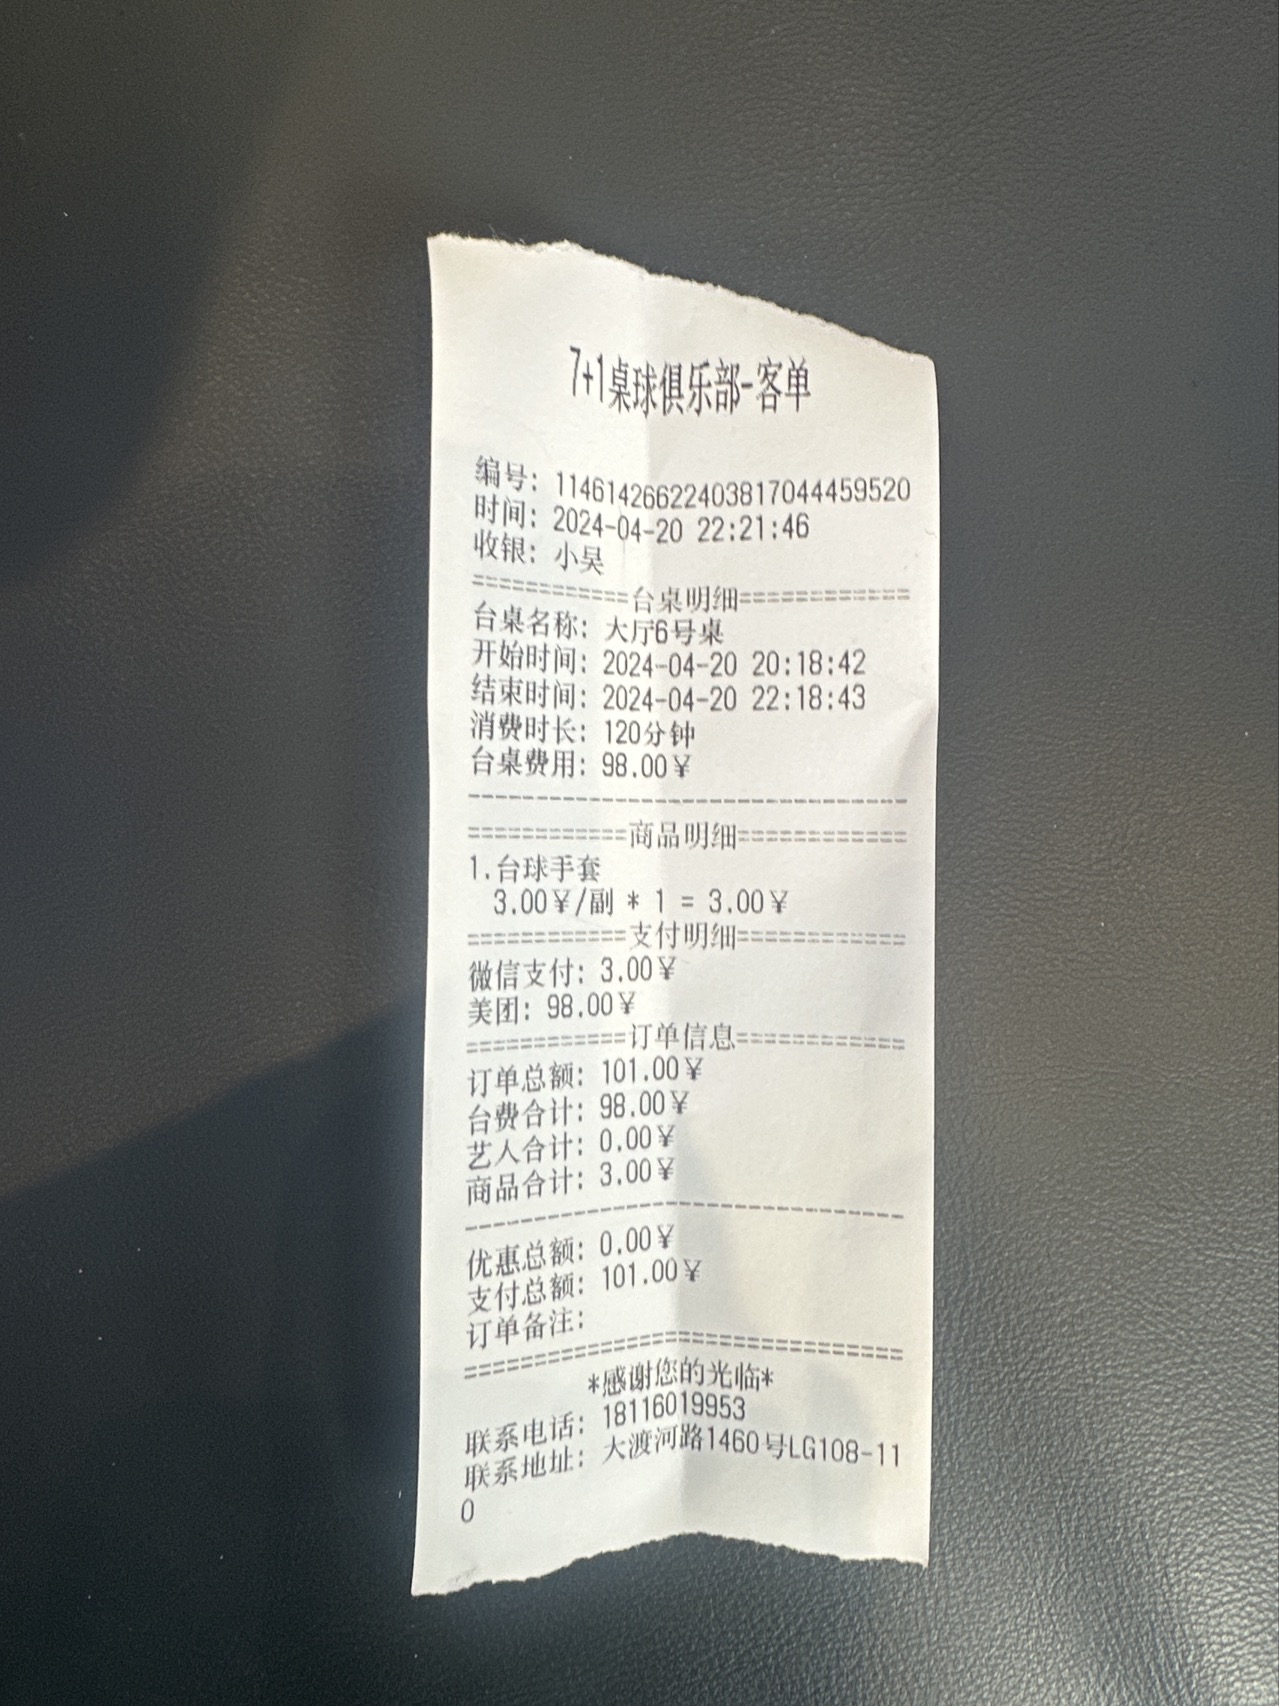 7+1桌球俱乐部-客单
编号: 11461426622403817044459520
时间: 2024-04-20 22:21:46
收银: 小昊
============台桌明细=============
台桌名称: 大厅6号桌
开始时间: 2024-04-20 20:18:42
结束时间: 2024-04-20 22:18:43
消费时长: 120分钟
台桌费用: 98.00¥
---------------------------------
============商品明细=============
1.台球手套
3.00¥/副 * 1 = 3.00¥
============支付明细=============
微信支付: 3.00¥
美团: 98.00¥
============订单信息=============
订单总额: 101.00¥
台费合计: 98.00¥
艺人合计: 0.00¥
商品合计: 3.00¥
---------------------------------
优惠总额: 0.00¥
支付总额: 101.00¥
订单备注:
=================================
*感谢您的光临*
联系电话: 18116019953
联系地址: 大渡河路1460号LG108-11
0